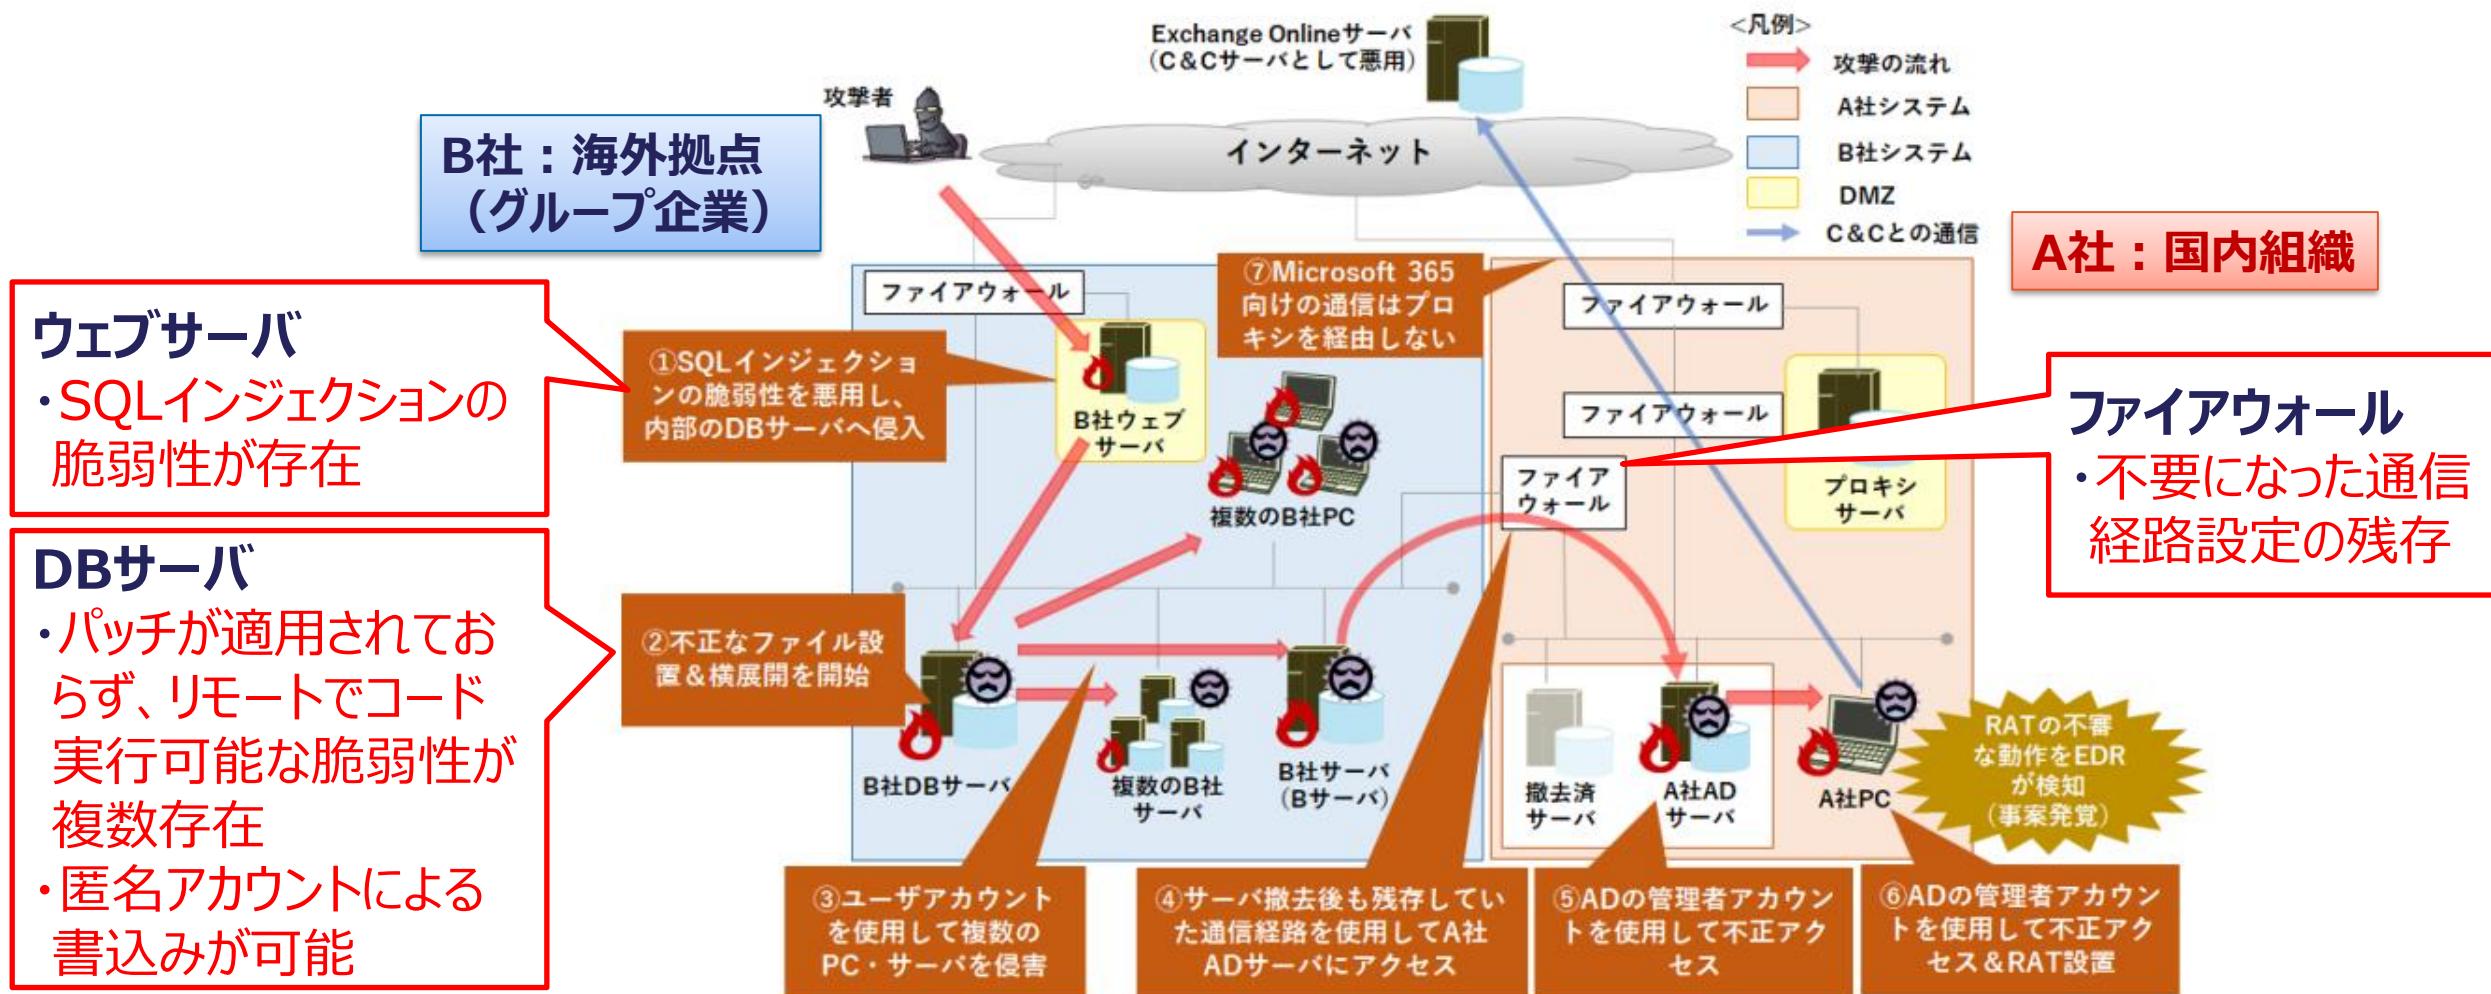 Exchange Onlineサーバ
（C＆Cサーバとして悪用）
<凡例>
攻撃の流れ
A社システム
B社システム
DMZ
C＆Cとの通信
攻撃者
インターネット
B社：海外拠点
（グループ企業）
A社：国内組織
ウェブサーバ
・SQLインジェクションの
脆弱性が存在
DBサーバ
・パッチが適用されてお
らず、リモートでコード
実行可能な脆弱性が
複数存在
・匿名アカウントによる
書込みが可能
ファイアウォール
①SQLインジェクショ
ンの脆弱性を悪用し、
内部のDBサーバへ侵入
B社ウェブ
サーバ
⑦Microsoft 365
向けの通信はプロ
キシを経由しない
複数のB社PC
②不正なファイル設
置＆横展開を開始
B社DBサーバ
複数のB社
サーバ
B社サーバ
（Bサーバ）
ファイアウォール
ファイアウォール
ファイア
ウォール
プロキシ
サーバ
ファイアウォール
・不要になった通信
経路設定の残存
撤去済
サーバ
A社AD
サーバ
A社PC
RATの不審
な動作をEDR
が検知
（事案発覚）
③ユーザアカウント
を使用して複数の
PC・サーバを侵害
④サーバ撤去後も残存してい
た通信経路を使用してA社
ADサーバにアクセス
⑤ADの管理者アカウン
トを使用して不正アク
セス
⑥ADの管理者アカウン
トを使用して不正アク
セス＆RAT設置